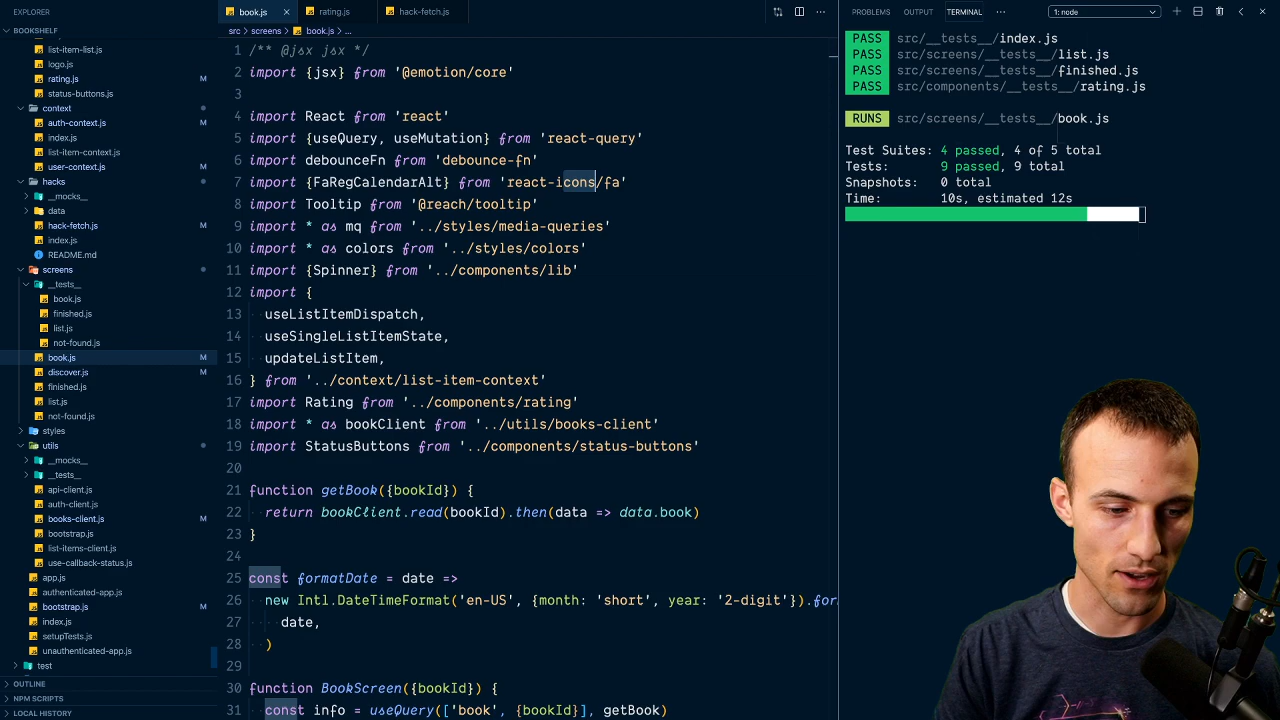 EXPLORER
BOOKSHELF
list-item-list.js
logo.js
rating.js M
status-buttons.js
context
auth-context.js M
index.js
list-item-context.js
user-context.js M
hacks
__mocks__
data
hack-fetch.js M
index.js
README.md
screens
__tests__
book.js
finished.js
list.js
not-found.js
book.js M
discover.js M
finished.js
list.js
not-found.js
styles
utils
__mocks__
__tests__
api-client.js
auth-client.js
books-client.js M
bootstrap.js
list-items-client.js
use-callback-status.js
app.js
authenticated-app.js
bootstrap.js M
index.js
setupTests.js
unauthenticated-app.js
test
OUTLINE
NPM SCRIPTS
LOCAL HISTORY
book.js × rating.js hack-fetch.js
src > screens > book.js > ...
1 /** @jsx jsx */
2 import {jsx} from '@emotion/core'
3
4 import React from 'react'
5 import {useQuery, useMutation} from 'react-query'
6 import debounceFn from 'debounce-fn'
7 import {FaRegCalendarAlt} from 'react-icons/fa'
8 import Tooltip from '@reach/tooltip'
9 import * as mq from '../styles/media-queries'
10 import * as colors from '../styles/colors'
11 import {Spinner} from '../components/lib'
12 import {
13 useListItemDispatch,
14 useSingleListItemState,
15 updateListItem,
16 } from '../context/list-item-context'
17 import Rating from '../components/rating'
18 import * as bookClient from '../utils/books-client'
19 import StatusButtons from '../components/status-buttons'
20
21 function getBook({bookId}) {
22 return bookClient.read(bookId).then(data => data.book)
23 }
24
25 const formatDate = date =>
26 new Intl.DateTimeFormat('en-US', {month: 'short', year: '2-digit'}).for
27 date,
28 )
29
30 function BookScreen({bookId}) {
31 const info = useQuery(['book', {bookId}], getBook)
PROBLEMS OUTPUT TERMINAL ... 1: node
PASS src/__tests__/index.js
PASS src/screens/__tests__/list.js
PASS src/screens/__tests__/finished.js
PASS src/components/__tests__/rating.js
RUNS src/screens/__tests__/book.js
Test Suites: 4 passed, 4 of 5 total
Tests: 9 passed, 9 total
Snapshots: 0 total
Time: 10s, estimated 12s